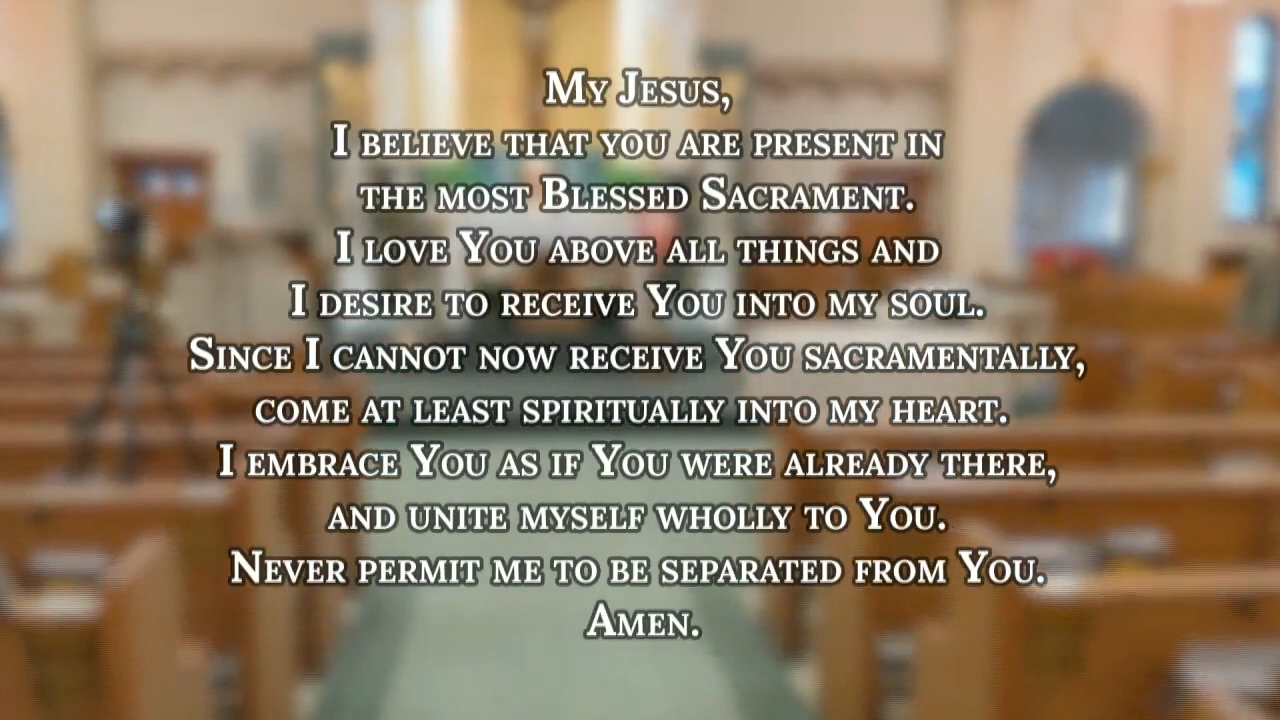 My Jesus,
I believe that you are present in
the most Blessed Sacrament.
I love You above all things and
I desire to receive You into my soul.
Since I cannot now receive You sacramentally,
come at least spiritually into my heart.
I embrace You as if You were already there,
and unite myself wholly to You.
Never permit me to be separated from You.
Amen.